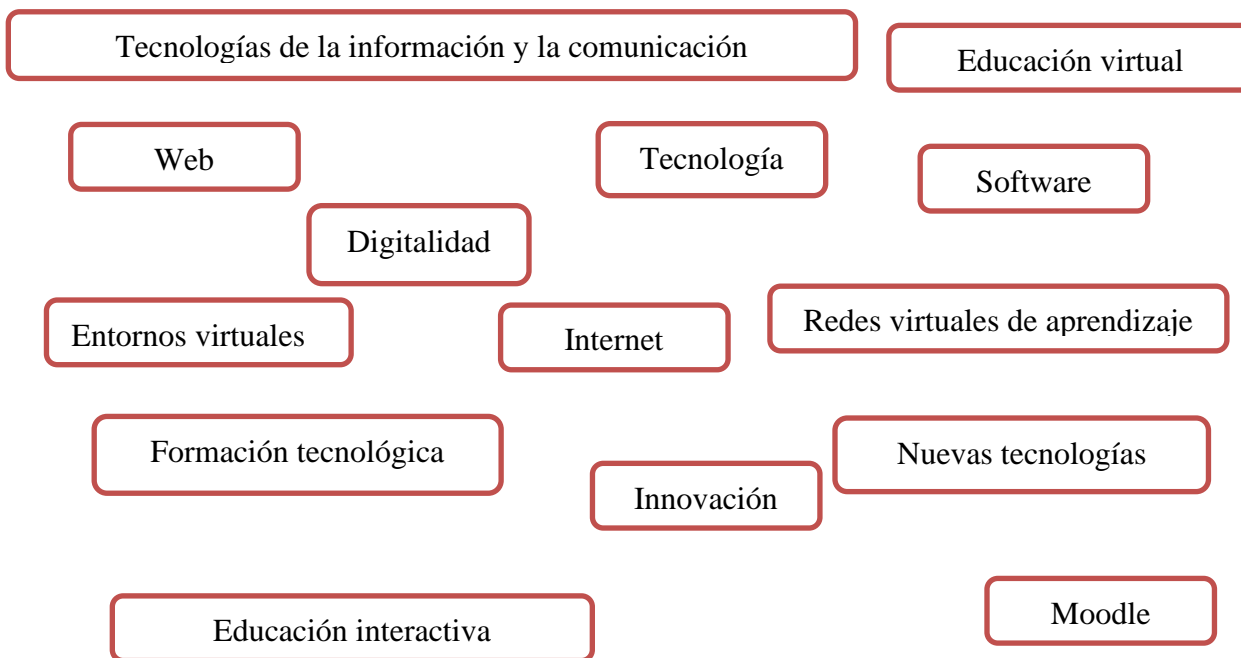 Tecnologías de la información y la comunicación
Educación virtual
Web
Tecnología
Software
Digitalidad
Entornos virtuales
Internet
Redes virtuales de aprendizaje
Formación tecnológica
Nuevas tecnologías
Innovación
Educación interactiva
Moodle